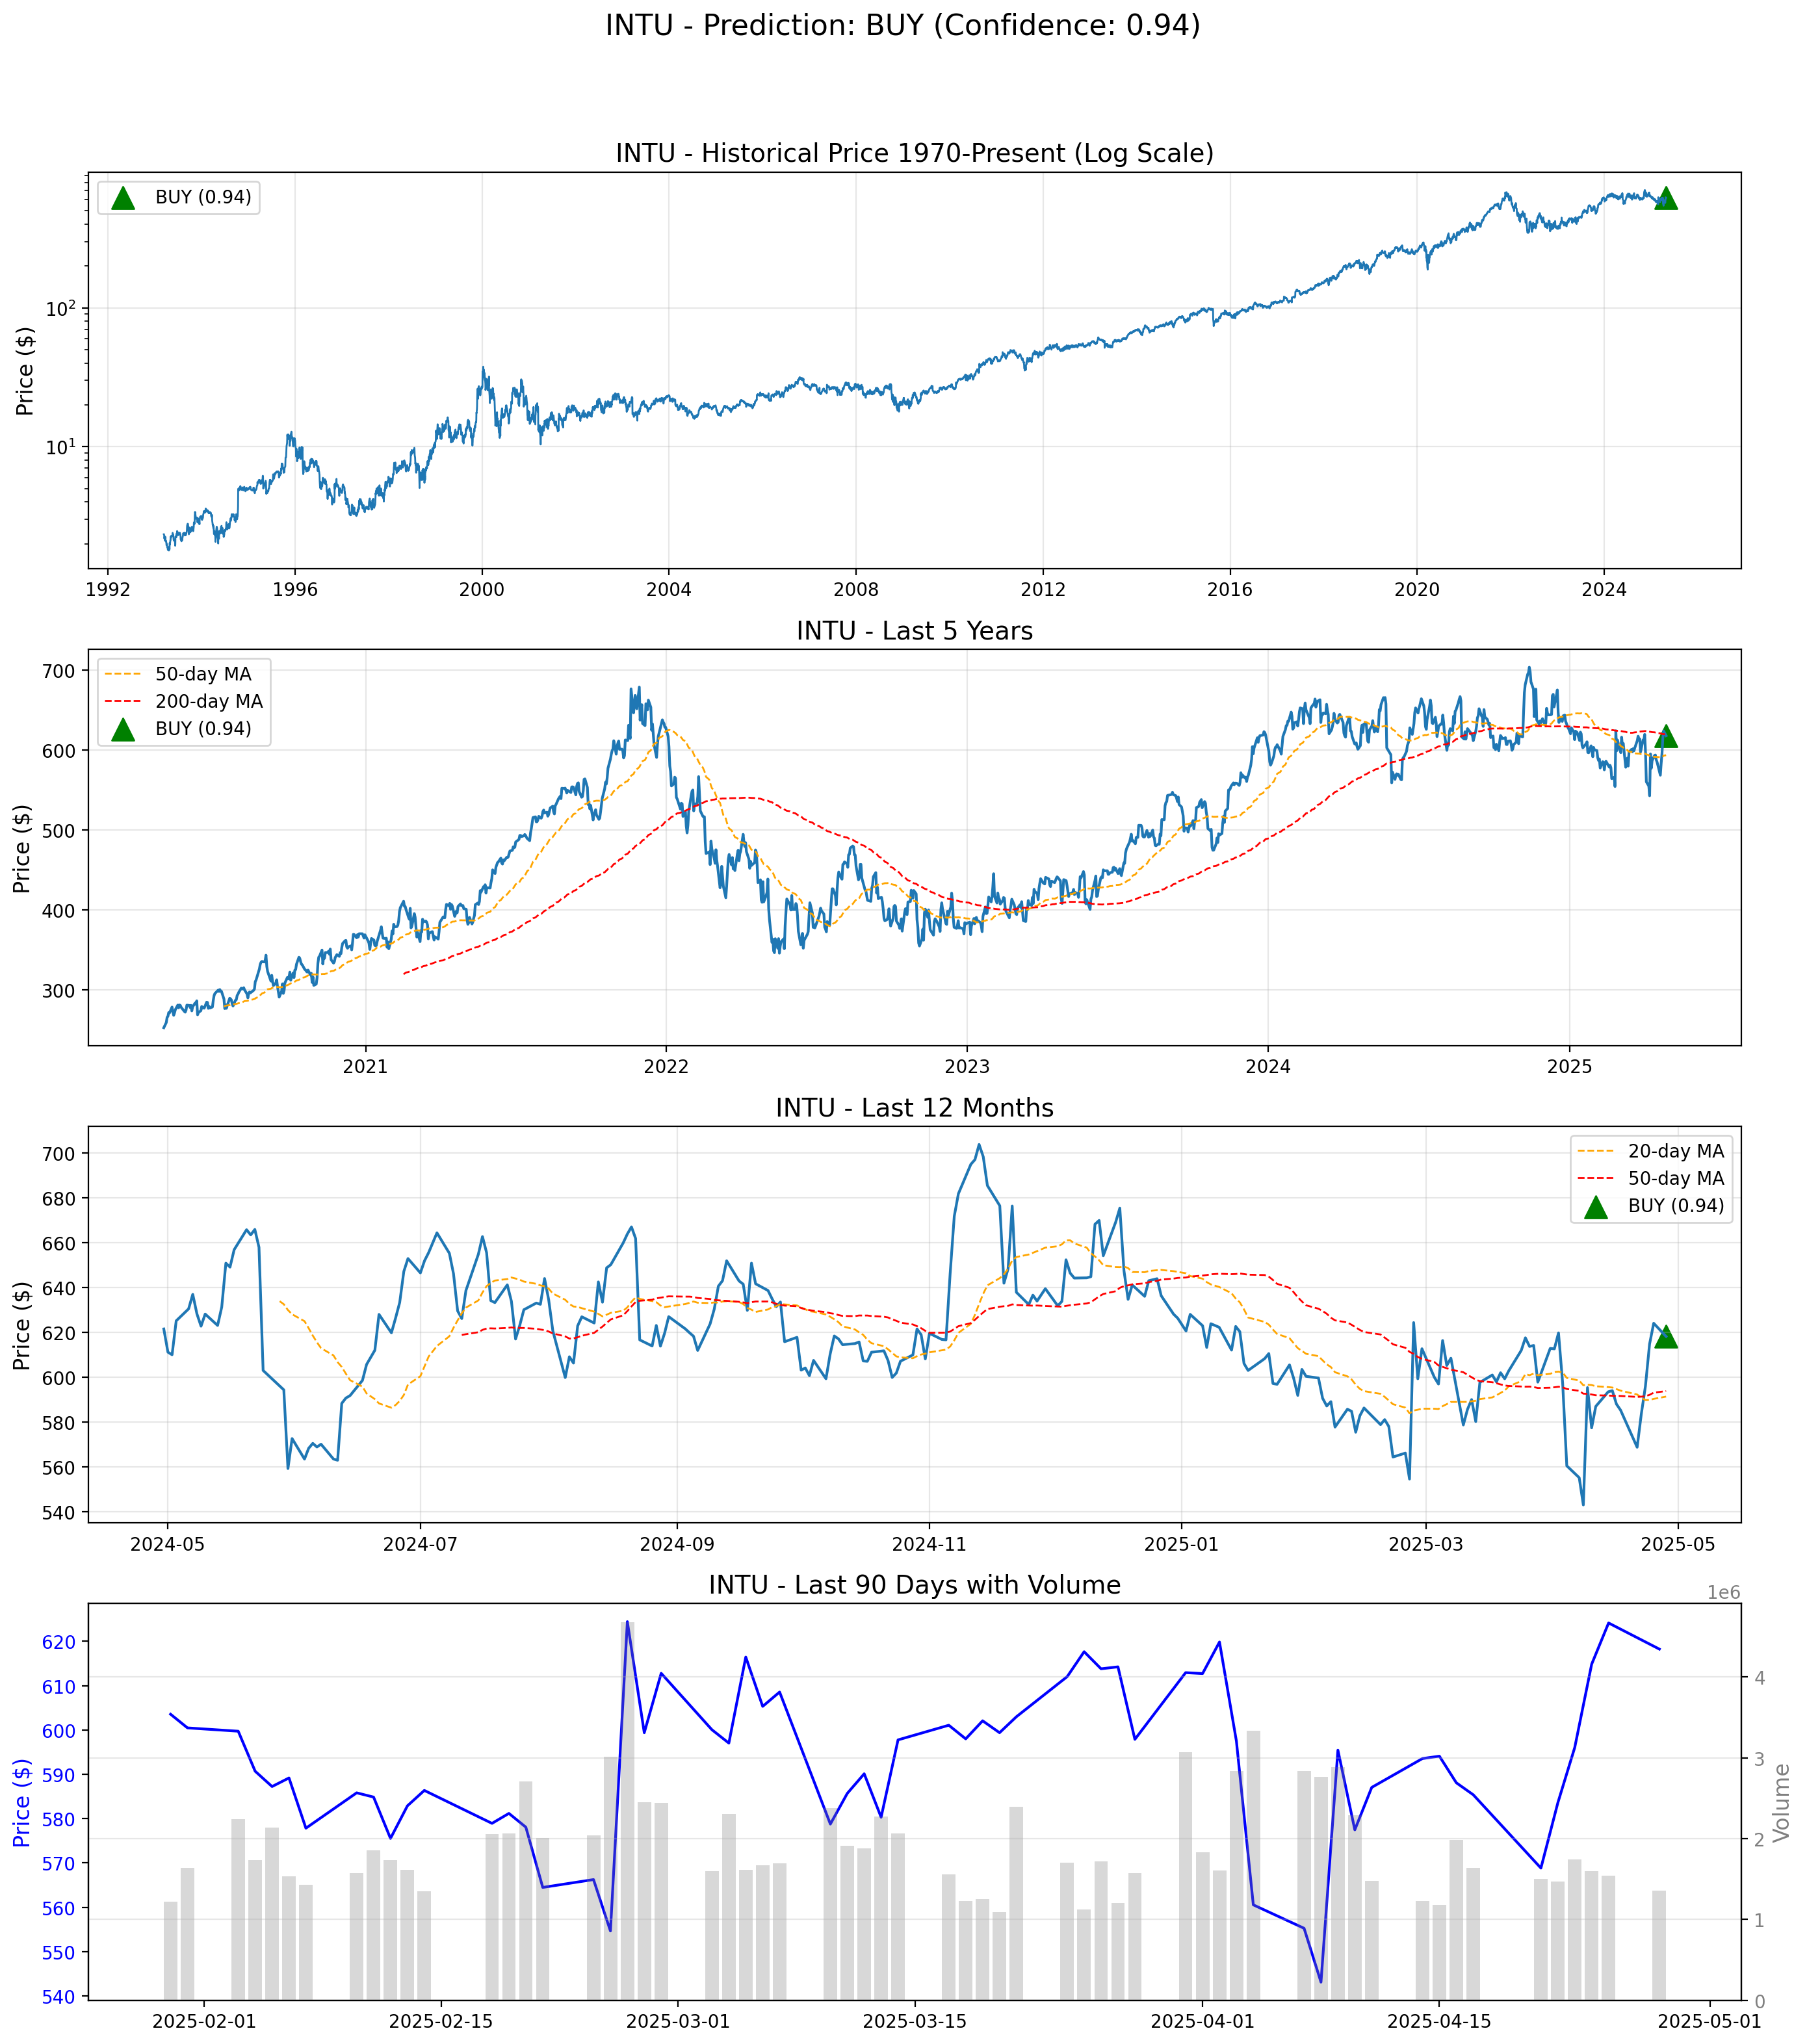 INTU - Prediction: BUY (Confidence: 0.94)
INTU - Historical Price 1970-Present (Log Scale)
BUY (0.94)
Price ($)
10²
10¹
1992 1996 2000 2004 2008 2012 2016 2020 2024
INTU - Last 5 Years
50-day MA
200-day MA
BUY (0.94)
Price ($)
700
600
500
400
300
2021 2022 2023 2024 2025
INTU - Last 12 Months
20-day MA
50-day MA
BUY (0.94)
Price ($)
700
680
660
640
620
600
580
560
540
2024-05 2024-07 2024-09 2024-11 2025-01 2025-03 2025-05
INTU - Last 90 Days with Volume
1e6
Price ($)
620
610
600
590
580
570
560
550
540
4
3
2
1
0
Volume
2025-02-01 2025-02-15 2025-03-01 2025-03-15 2025-04-01 2025-04-15 2025-05-01